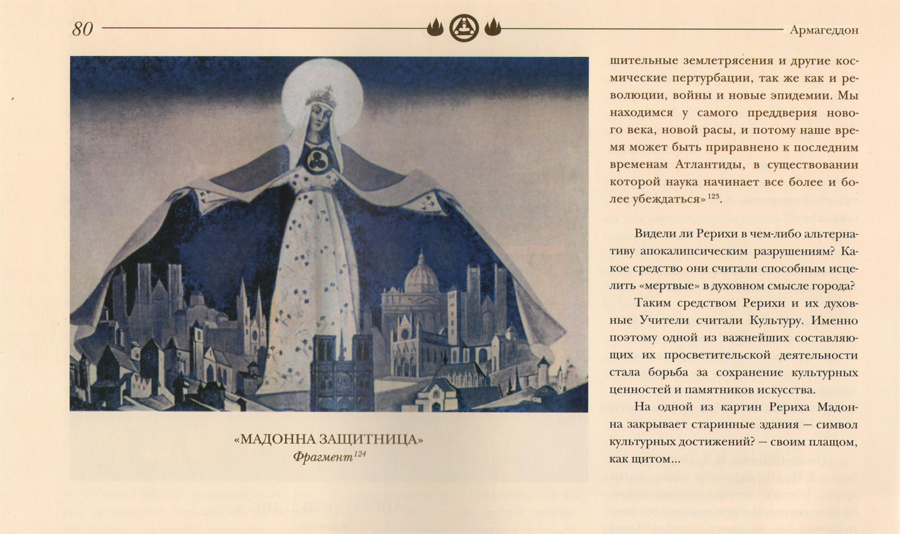 80
Армагеддон
«МАДОННА ЗАЩИТНИЦА»
Фрагмент124
шительные землетрясения и другие кос-
мические пертурбации, так же как и ре-
волюции, войны и новые эпидемии. Мы
находимся у самого преддверия ново-
го века, новой расы, и потому наше вре-
мя может быть приравнено к последним
временам Атлантиды, в существовании
которой наука начинает все более и бо-
лее убеждаться»123.
Видели ли Рерихи в чем-либо альтерна-
тиву апокалипсическим разрушениям? Ка-
кое средство они считали способным исце-
лить «мертвые» в духовном смысле города?
Таким средством Рерихи и их духов-
ные Учители считали Культуру. Именно
поэтому одной из важнейших составляю-
щих их просветительской деятельности
стала борьба за сохранение культурных
ценностей и памятников искусства.
На одной из картин Рериха Мадон-
на закрывает старинные здания — символ
культурных достижений? — своим плащом,
как щитом...